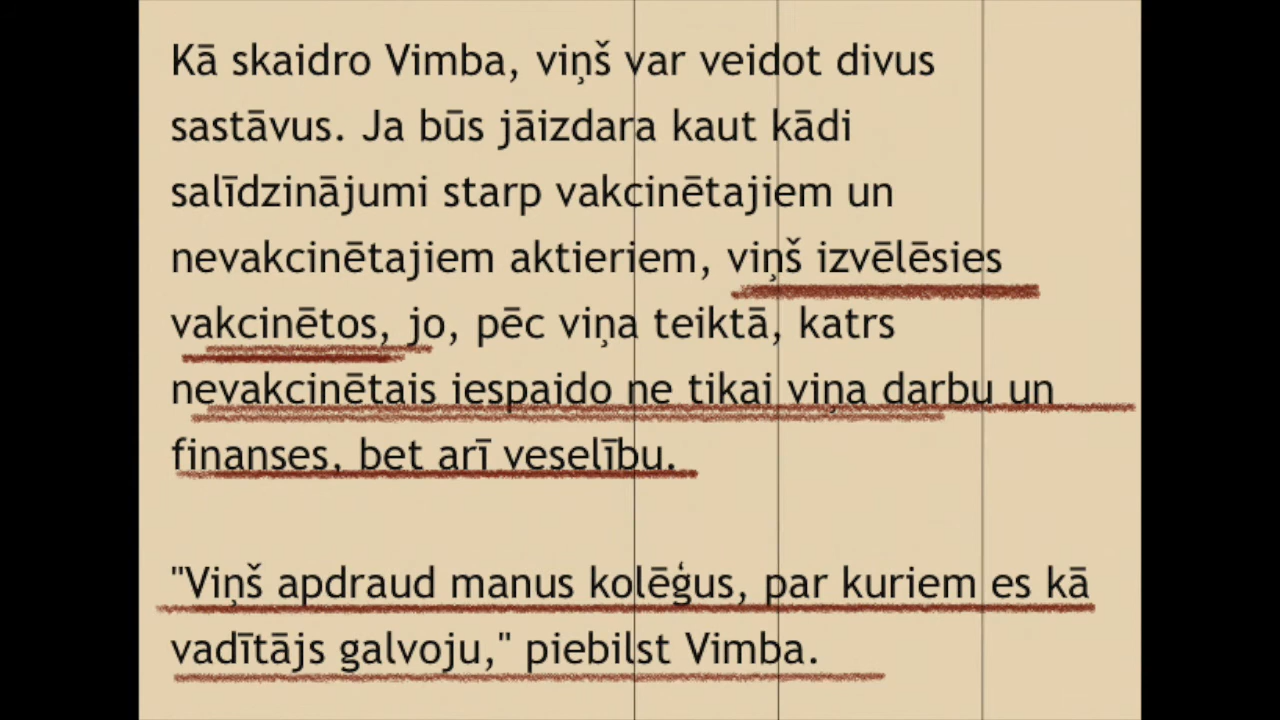 Kā skaidro Vimba, viņš var veidot divus
sastāvus. Ja būs jāizdara kaut kādi
salīdzinājumi starp vakcinētajiem un
nevakcinētajiem aktieriem, viņš izvēlēsies
vakcinētos, jo, pēc viņa teiktā, katrs
nevakcinētais iespaido ne tikai viņa darbu un
finanses, bet arī veselību.
"Viņš apdraud manus kolēģus, par kuriem es kā
vadītājs galvoju," piebilst Vimba.